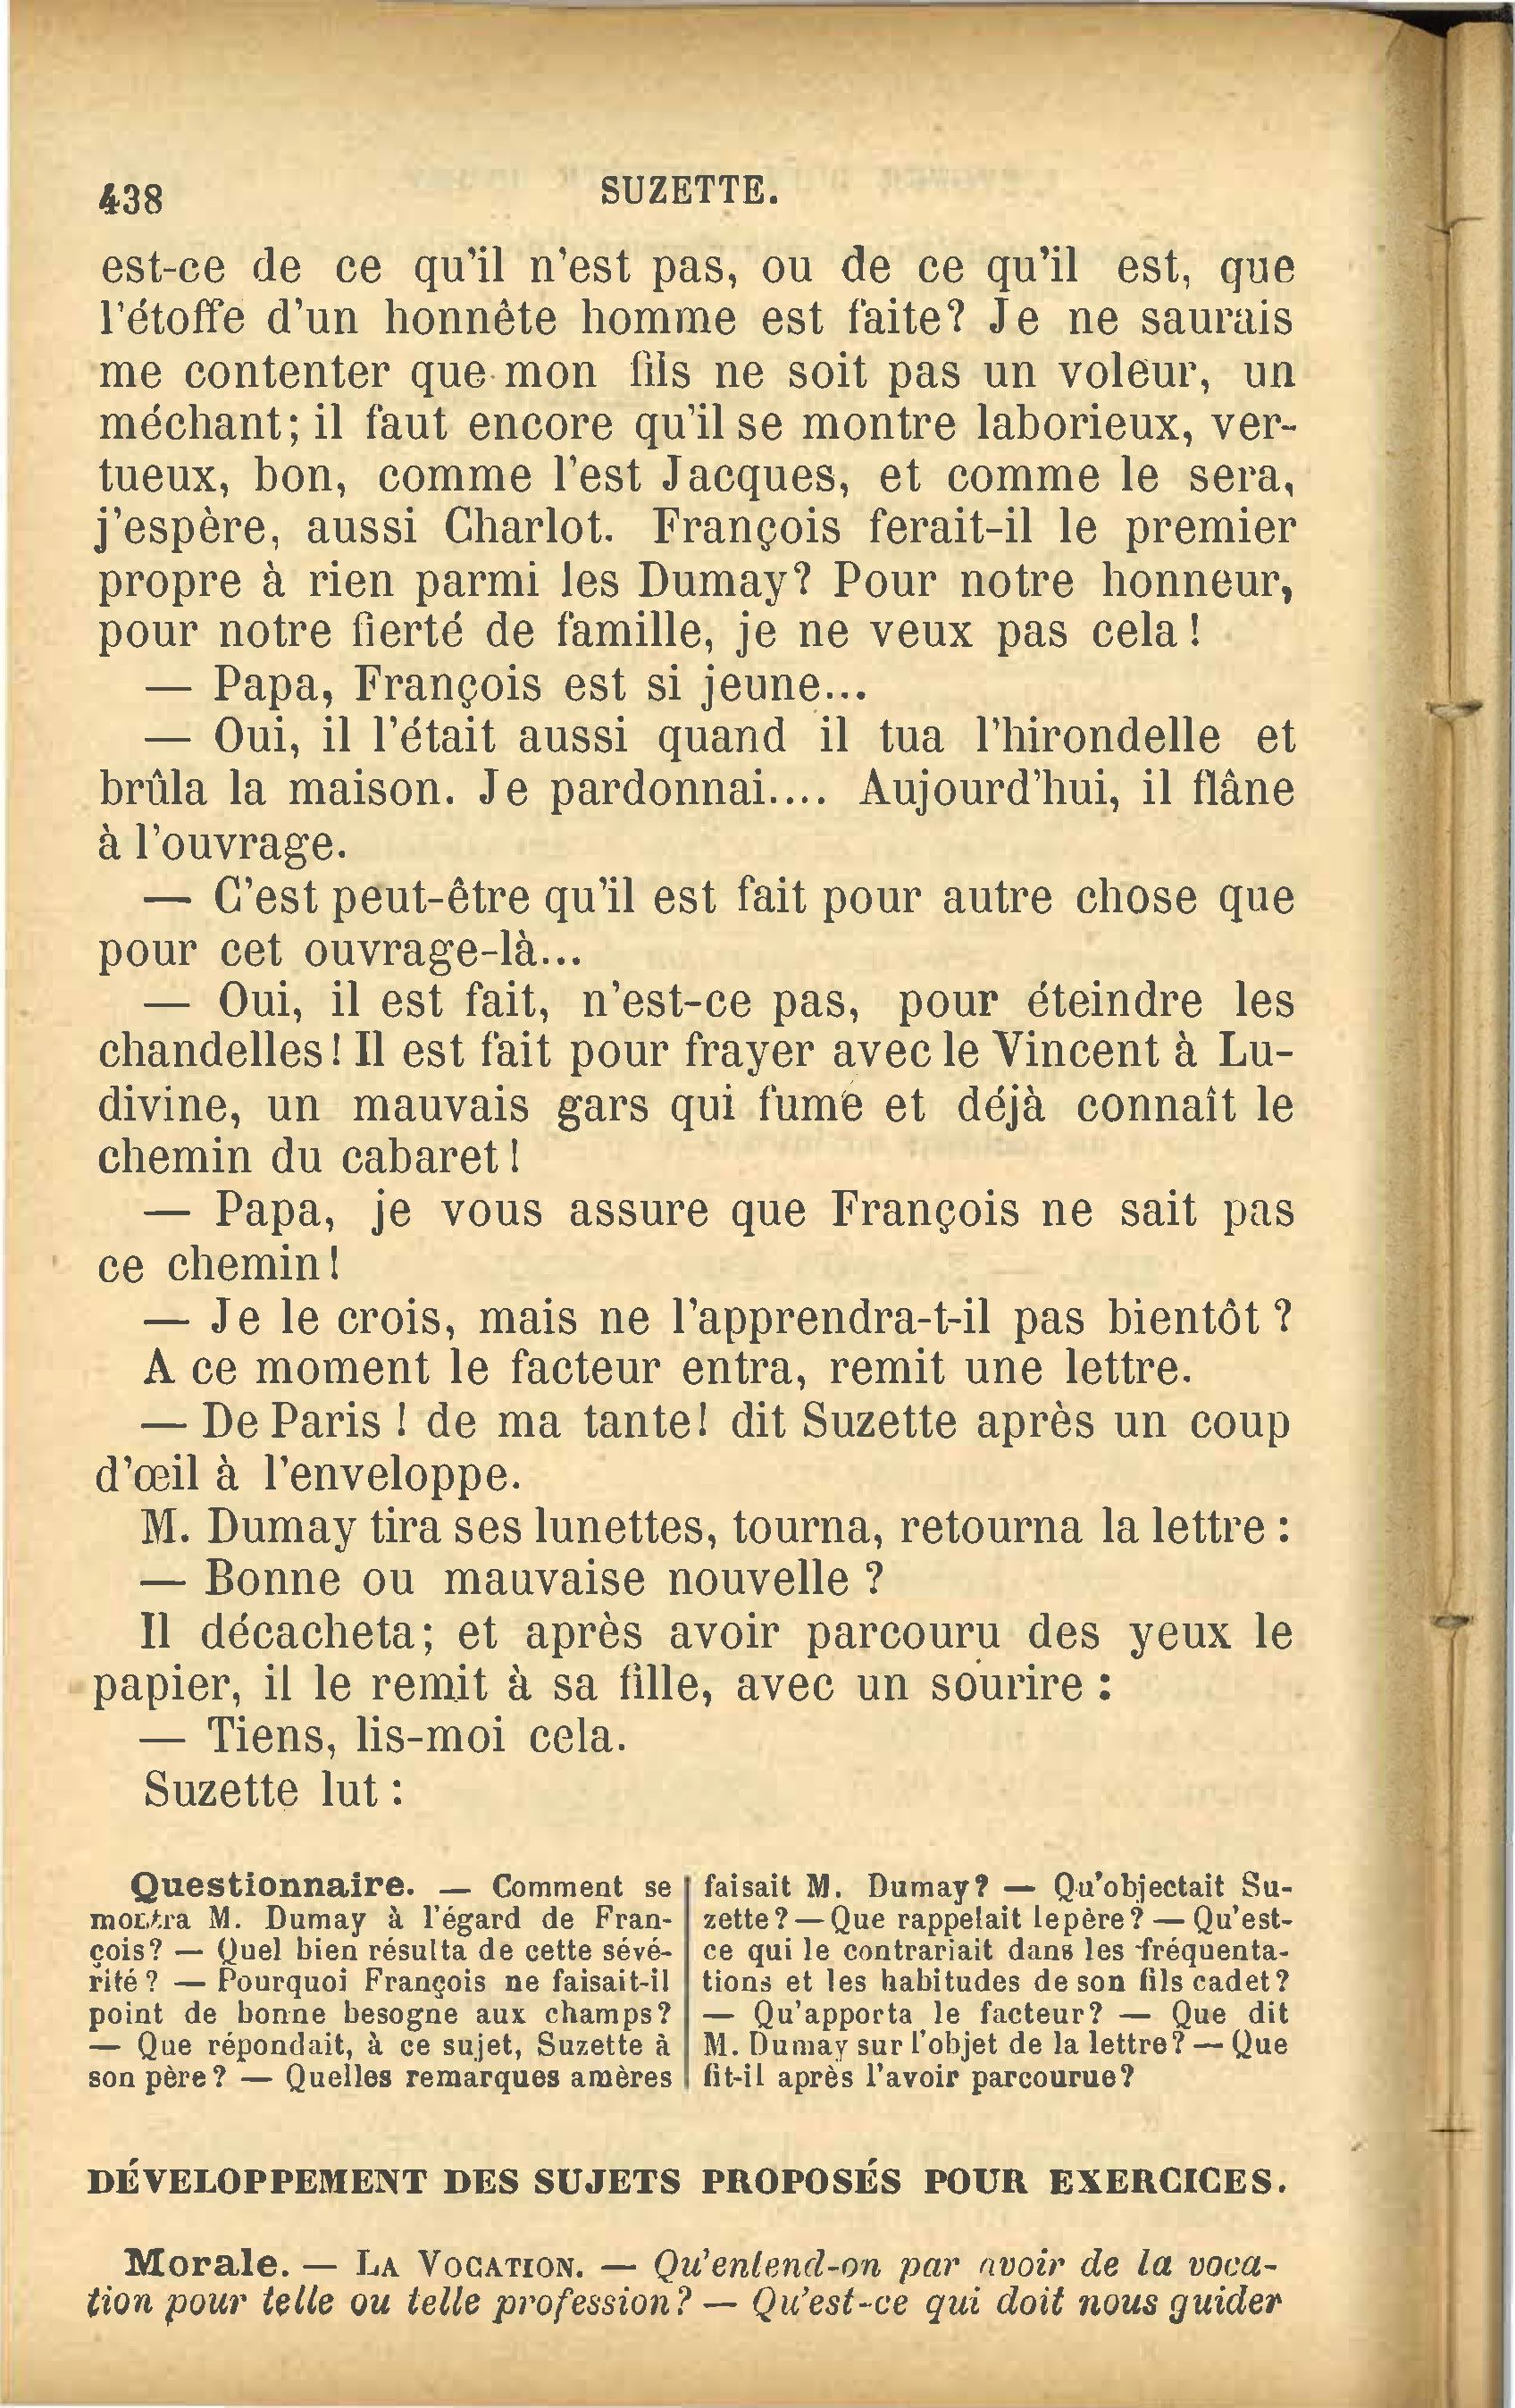 438
SUZETTE.
est-ce de ce qu'il n'est pas, ou de ce qu'il est, que
l'étoffe d'un honnête homme est faite? Je ne saurais
me contenter que mon fils ne soit pas un voleur, un
méchant; il faut encore qu'il se montre laborieux, ver-
tueux, bon, comme l'est Jacques, et comme le sera,
j'espère, aussi Charlot. François ferait-il le premier
propre à rien parmi les Dumay? Pour notre honneur,
pour notre fierté de famille, je ne veux pas cela!
— Papa, François est si jeune...
— Oui, il l'était aussi quand il tua l'hirondelle et
brûla la maison. Je pardonnai.... Aujourd'hui, il flâne
à l'ouvrage.
— C'est peut-être qu'il est fait pour autre chose que
pour cet ouvrage-là...
— Oui, il est fait, n'est-ce pas, pour éteindre les
chandelles! Il est fait pour frayer avec le Vincent à Lu-
divine, un mauvais gars qui fume et déjà connaît le
chemin du cabaret!
— Papa, je vous assure que François ne sait pas
ce chemin!
— Je le crois, mais ne l'apprendra-t-il pas bientôt?
A ce moment le facteur entra, remit une lettre.
— De Paris! de ma tante! dit Suzette après un coup
d'œil à l'enveloppe.
M. Dumay tira ses lunettes, tourna, retourna la lettre :
— Bonne ou mauvaise nouvelle ?
Il décacheta; et après avoir parcouru des yeux le
papier, il le remit à sa fille, avec un sourire :
— Tiens, lis-moi cela.
Suzette lut :
Questionnaire. — Comment se
montra M. Dumay à l'égard de Fran-
çois? — Quel bien résulta de cette sévé-
rité? — Pourquoi François ne faisait-il
point de bonne besogne aux champs?
— Que répondait, à ce sujet, Suzette à
son père? — Quelles remarques amères
faisait M. Dumay? — Qu'objectait Su-
zette? — Que rappelait le père? — Qu'est-
ce qui le contrariait dans les fréquenta-
tions et les habitudes de son fils cadet?
— Qu'apporta le facteur? — Que dit
M. Dumay sur l'objet de la lettre? — Que
fit-il après l'avoir parcourue?
DÉVELOPPEMENT DES SUJETS PROPOSÉS POUR EXERCICES.
Morale. — LA VOCATION. — Qu'entend-on par avoir de la voca-
tion pour telle ou telle profession? — Qu'est-ce qui doit nous guider